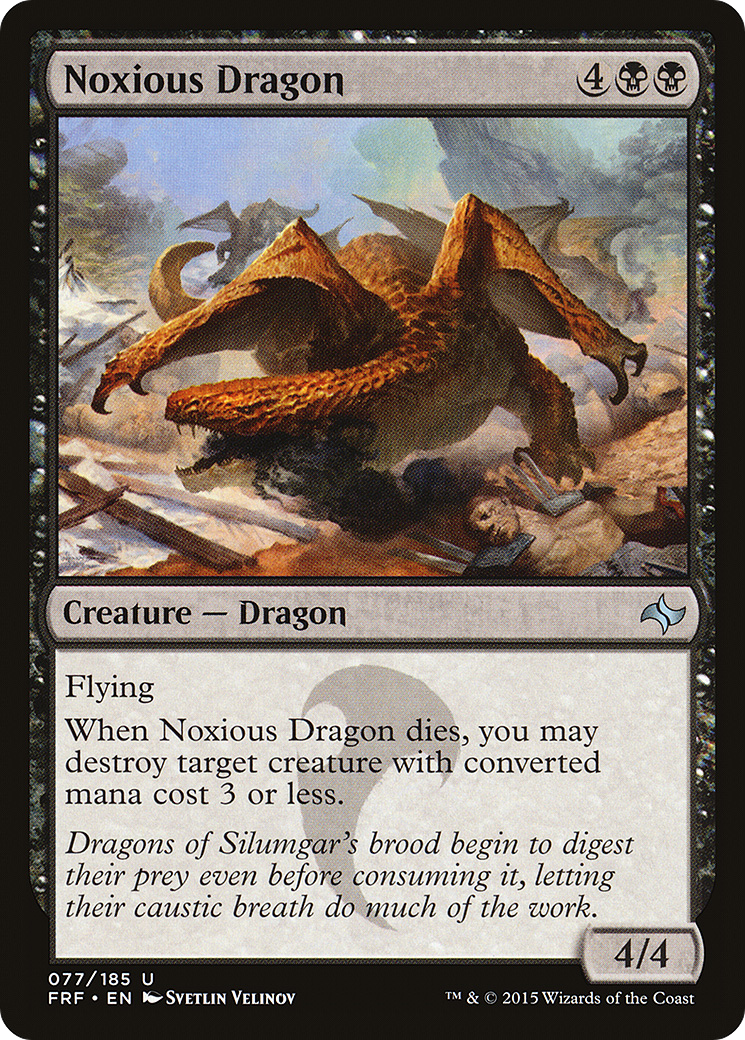 Noxious Dragon 4
Creature — Dragon
Flying
When Noxious Dragon dies, you may
destroy target creature with converted
mana cost 3 or less.
Dragons of Silumgar's brood begin to digest
their prey even before consuming it, letting
their caustic breath do much of the work.
4/4
077/185 U
FRF • EN Svetlin Velinov
™ & © 2015 Wizards of the Coast